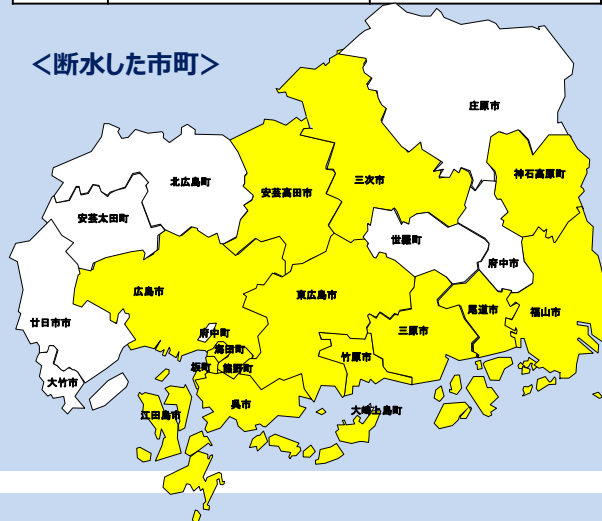 <断水した市町>
庄原市
北広島町
安芸高田市
三次市
神石高原町
安芸太田町
世羅町
府中市
広島市
東広島市
尾道市
福山市
廿日市市
府中町
三原市
海田町
竹原市
坂町
熊野町
大竹市
呉市
大崎上島町
江田島市